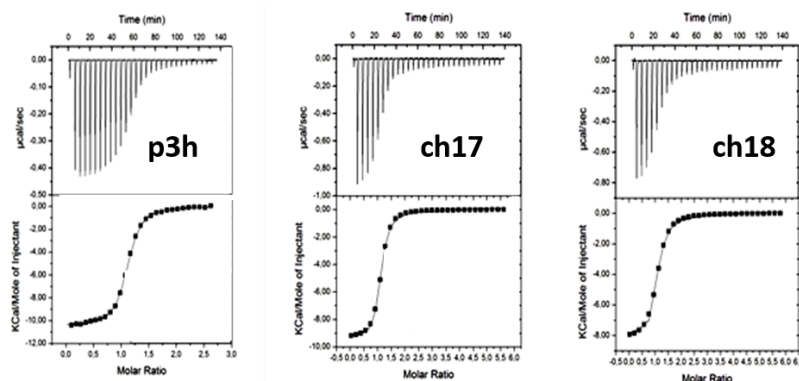 Time (min)
0 20 40 60 80 100 120 140
0,00
-0,10
-0,20
-0,30
-0,40
-0,50
µcal/sec
p3h
0,00
-2,00
-4,00
-6,00
-8,00
-10,00
-12,00
KCal/Mole of Injectant
0,0 0,5 1,0 1,5 2,0 2,5 3,0
Molar Ratio
Time (min)
0 20 40 60 80 100 120 140
0,00
-0,20
-0,40
-0,60
-0,80
-1,00
µcal/sec
ch17
0,00
-2,00
-4,00
-6,00
-8,00
-10,00
KCal/Mole of Injectant
-0,5 0,0 0,5 1,0 1,5 2,0 2,5 3,0 3,5 4,0 4,5 5,0 5,5 6,0
Molar Ratio
Time (min)
0 20 40 60 80 100 120 140
0,00
-0,20
-0,40
-0,60
-0,80
µcal/sec
ch18
0,00
-2,00
-4,00
-6,00
-8,00
KCal/Mole of Injectant
-0,5 0,0 0,5 1,0 1,5 2,0 2,5 3,0 3,5 4,0 4,5 5,0 5,5 6,0
Molar Ratio